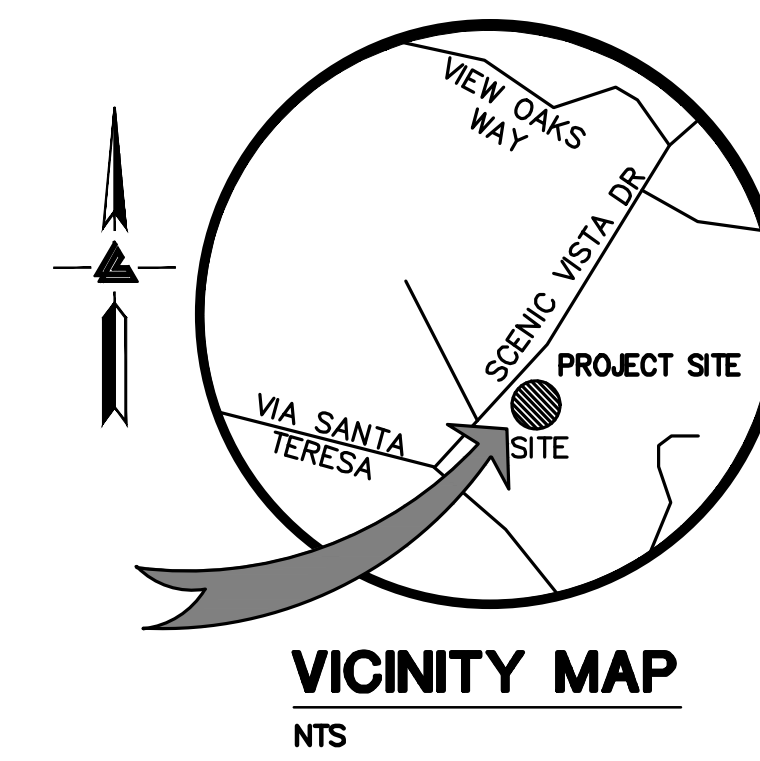 VIEW OAKS
WAY
SCENIC VISTA DR
PROJECT SITE
SITE
VIA SANTA
TERESA
VICINITY MAP
NTS